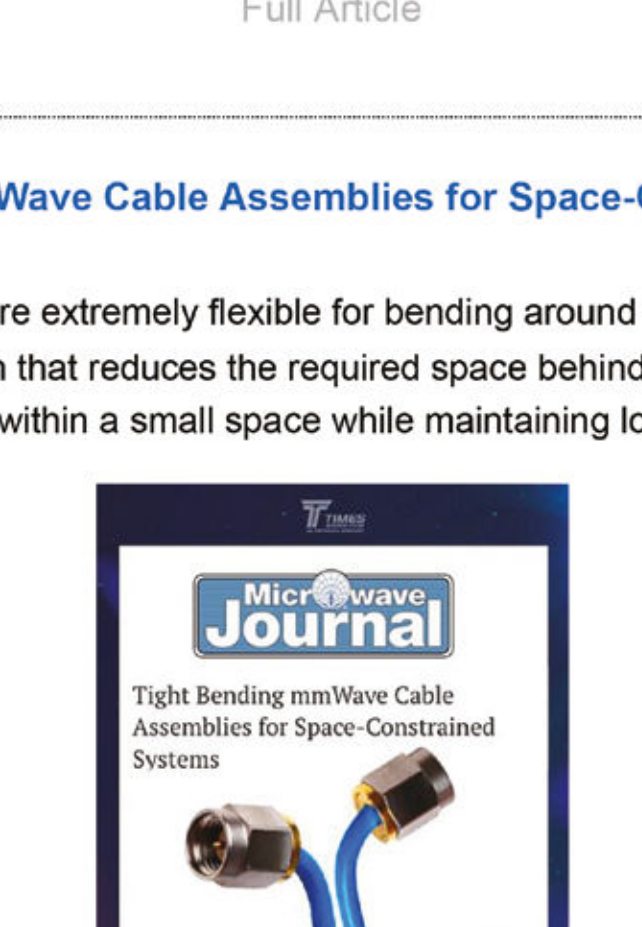 Full Article
Wave Cable Assemblies for Space-C
re extremely flexible for bending around
n that reduces the required space behind
within a small space while maintaining lo
TIMES
Microwave
Journal
Tight Bending mmWave Cable
Assemblies for Space-Constrained
Systems